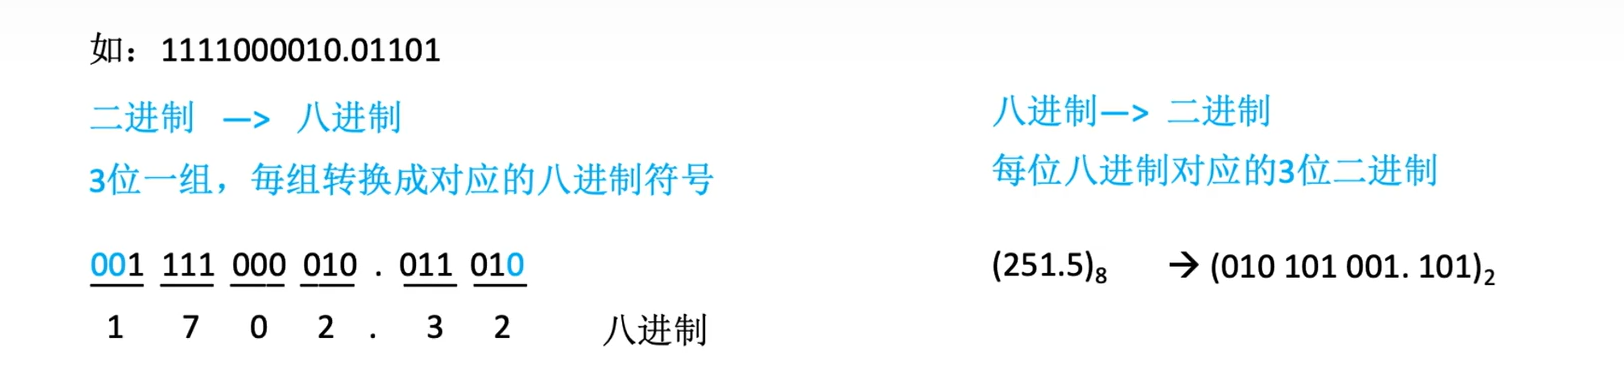 如：1111000010.01101
二进制 —> 八进制
3位一组，每组转换成对应的八进制符号
001 111 000 010 . 011 010
1 7 0 2 . 3 2 八进制
八进制—> 二进制
每位八进制对应的3位二进制
(251.5)₈ → (010 101 001. 101)₂